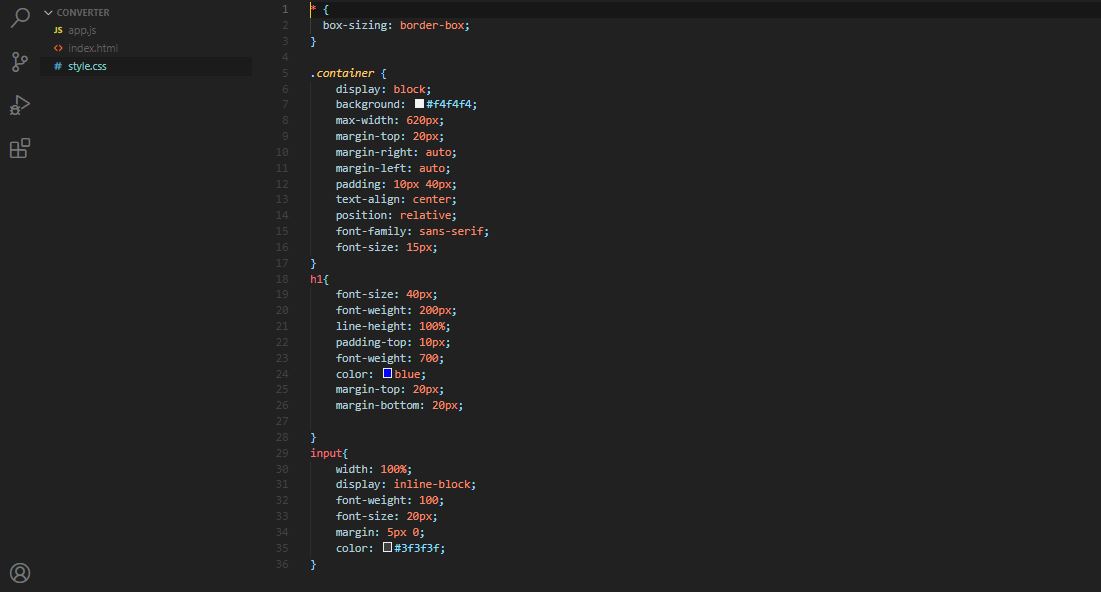 CONVERTER
JS app.js
<> index.html
# style.css
1 * {
2 box-sizing: border-box;
3 }
4
5 .container {
6 display: block;
7 background: #f4f4f4;
8 max-width: 620px;
9 margin-top: 20px;
10 margin-right: auto;
11 margin-left: auto;
12 padding: 10px 40px;
13 text-align: center;
14 position: relative;
15 font-family: sans-serif;
16 font-size: 15px;
17 }
18 h1{
19 font-size: 40px;
20 font-weight: 200px;
21 line-height: 100%;
22 padding-top: 10px;
23 font-weight: 700;
24 color: blue;
25 margin-top: 20px;
26 margin-bottom: 20px;
27
28 }
29 input{
30 width: 100%;
31 display: inline-block;
32 font-weight: 100;
33 font-size: 20px;
34 margin: 5px 0;
35 color: #3f3f3f;
36 }